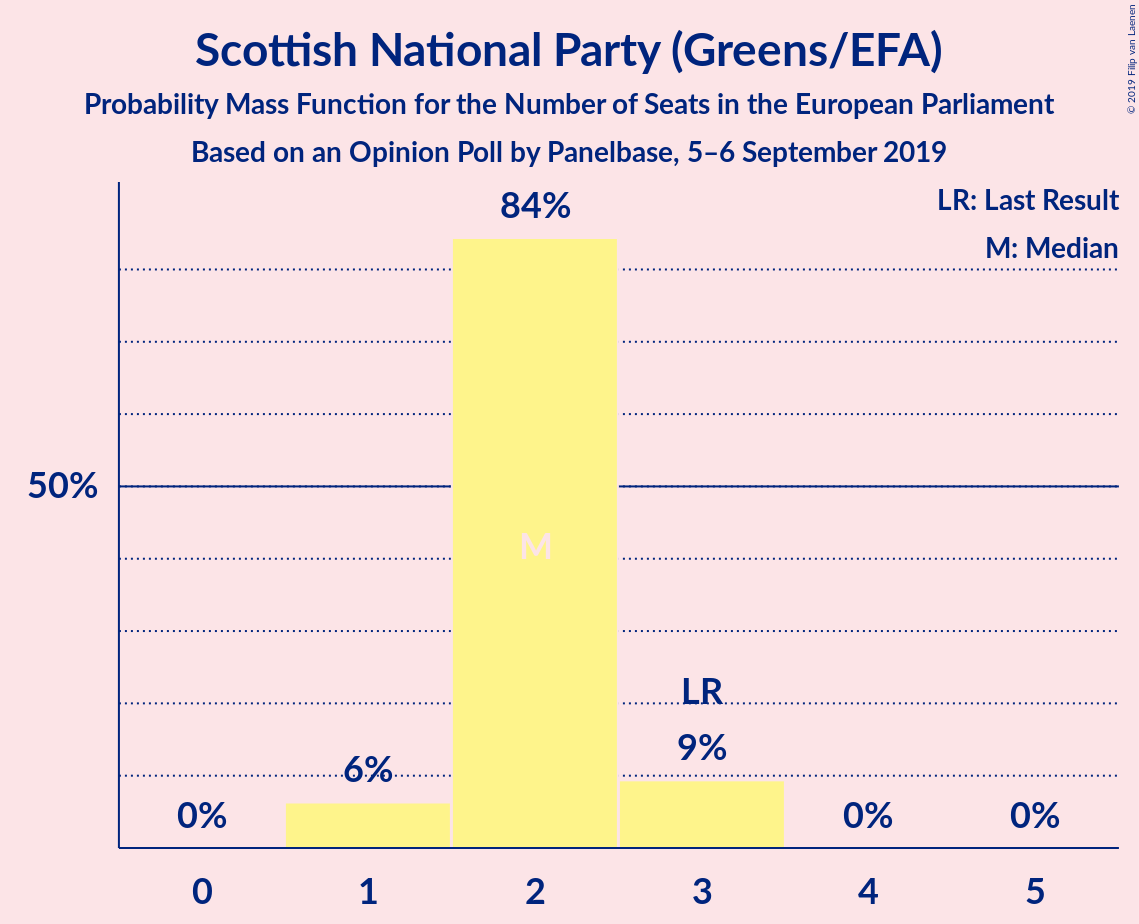 Scottish National Party (Greens/EFA)
Probability Mass Function for the Number of Seats in the European Parliament
Based on an Opinion Poll by Panelbase, 5–6 September 2019
© 2019 Filip van Laenen
LR: Last Result
M: Median
84%
50%
M
LR
9%
6%
0%
0%
0%
0
1
2
3
4
5